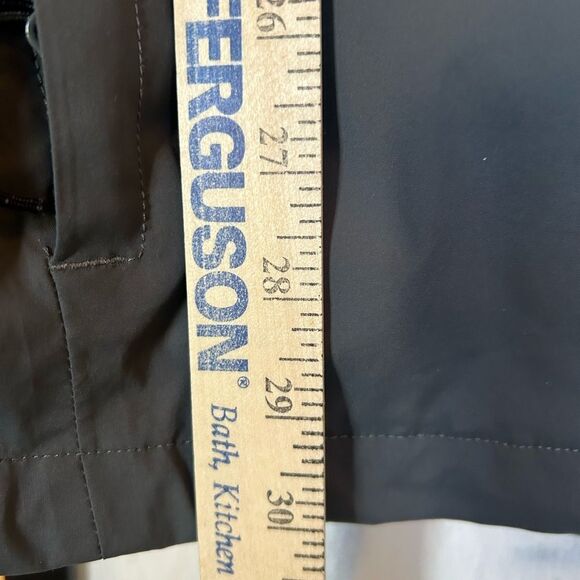 FERGUSON®
Bath, Kitchen
26
27
28
29
30